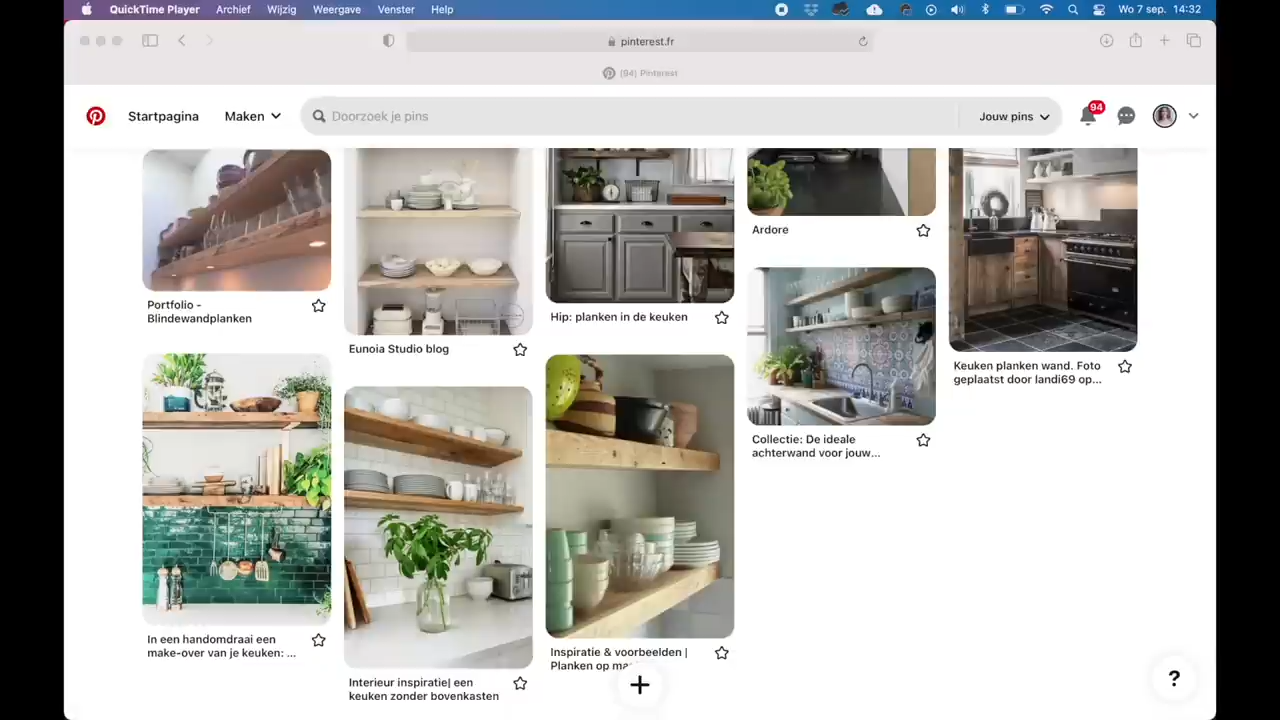 QuickTime Player Archief Wijzig Weergave Venster Help Wo 7 sep. 14:32
pinterest.fr
(94) Pinterest
Startpagina Maken Doorzoek je pins Jouw pins 94
Portfolio -
Blindewandplanken
Eunoia Studio blog
Hip: planken in de keuken
Ardore
Collectie: De ideale
achterwand voor jouw...
Keuken planken wand. Foto
geplaatst door landi69 op...
In een handomdraai een
make-over van je keuken: ...
Interieur inspiratie| een
keuken zonder bovenkasten
Inspiratie & voorbeelden |
Planken op
?